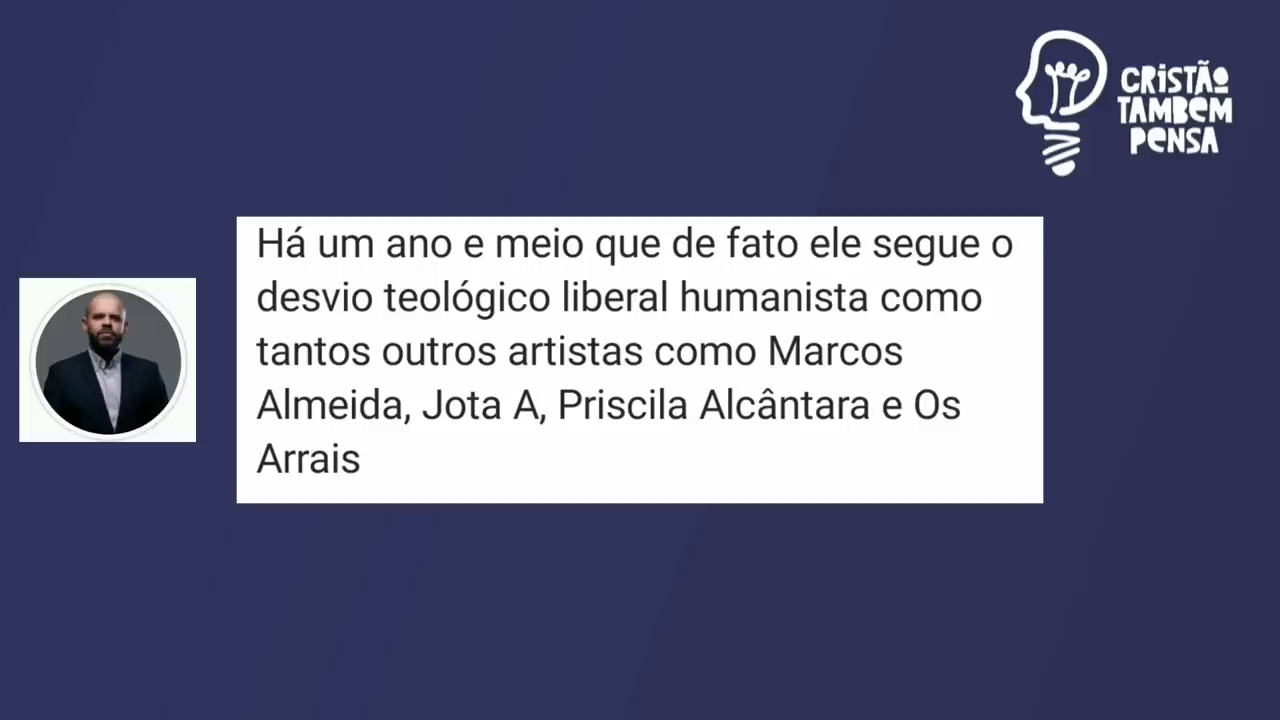 CRISTÃO
TAMBEM
PENSA
Há um ano e meio que de fato ele segue o
desvio teológico liberal humanista como
tantos outros artistas como Marcos
Almeida, Jota A, Priscila Alcântara e Os
Arrais